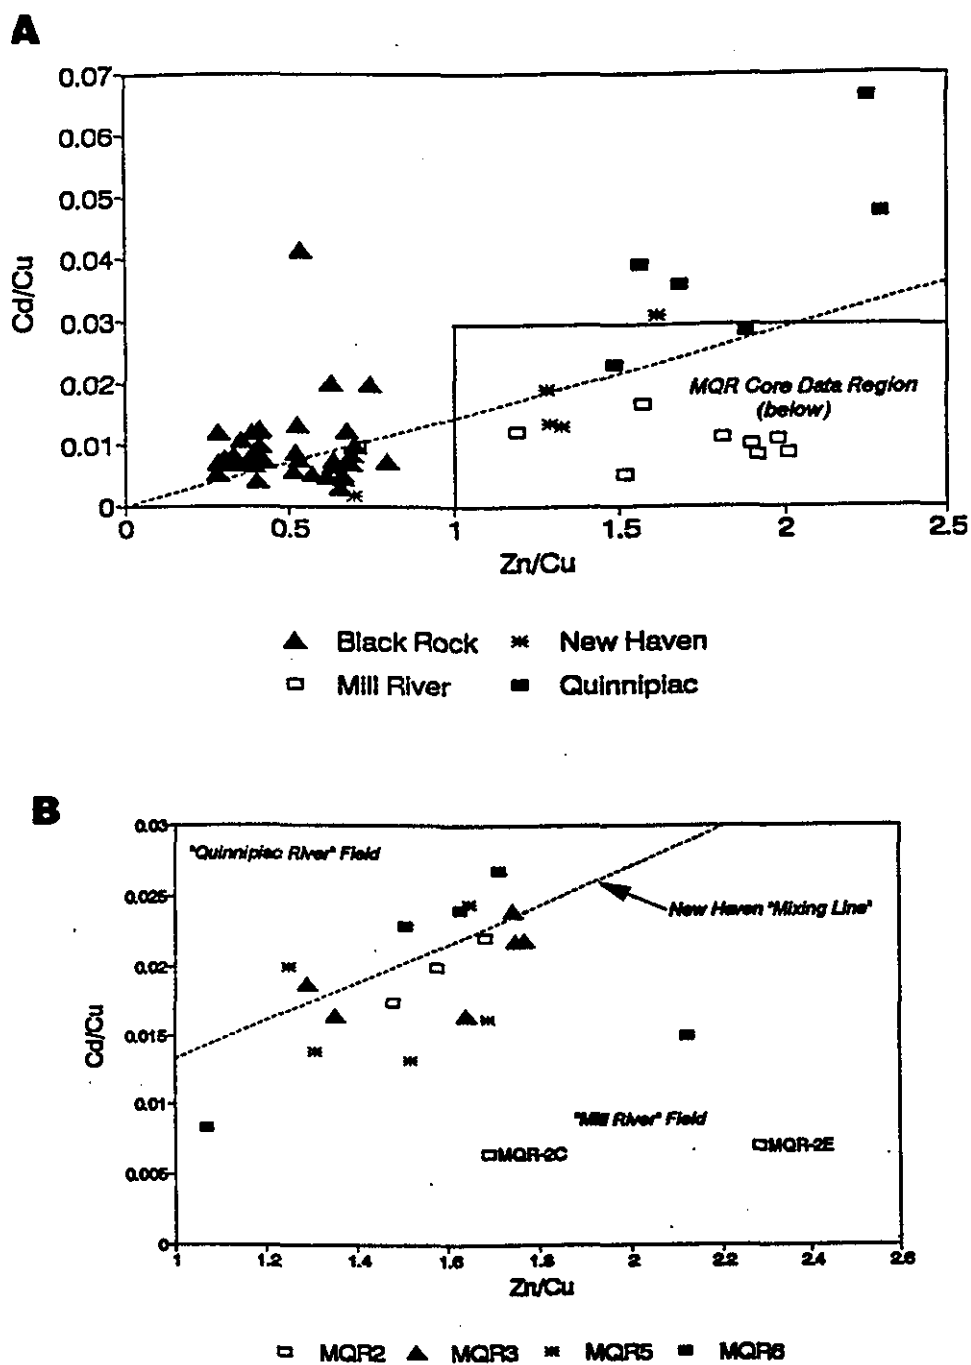 A
0.07
0.06
0.05
0.04
0.03
0.02
0.01
0
Cd/Cu
MQR Core Data Region
(below)
0 0.5 1 1.5 2 2.5
Zn/Cu
Black Rock New Haven
Mill River Quinnipiac
B
0.03
0.025
0.02
0.015
0.01
0.005
0
Cd/Cu
"Quinnipiac River" Field
New Haven "Mixing Line"
"Mill River" Field
MQR-2C
MQR-2E
1 1.2 1.4 1.6 1.8 2 2.2 2.4 2.6
Zn/Cu
MQR2 MQR3 MQR5 MQR6